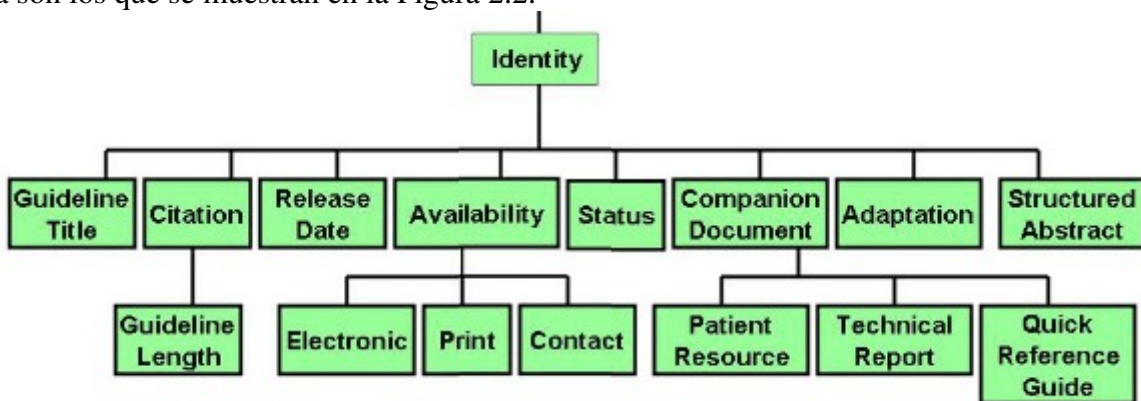 a son los que se muestran en la Figura 2.2.
Identity
Guideline
Title
Citation
Release
Date
Availability
Status
Companion
Document
Adaptation
Structured
Abstract
Guideline
Length
Electronic
Print
Contact
Patient
Resource
Technical
Report
Quick
Reference
Guide